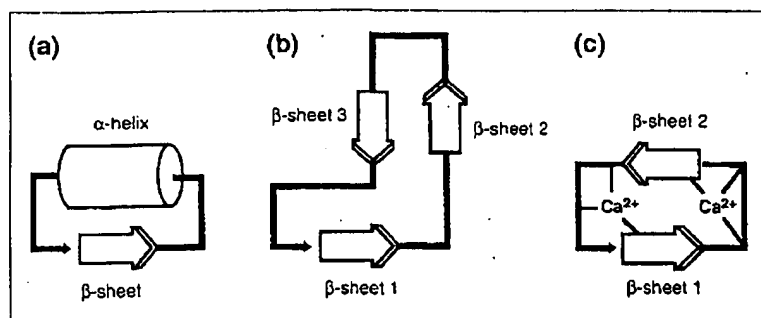 (a)
α-helix
β-sheet
(b)
β-sheet 3
β-sheet 2
β-sheet 1
(c)
β-sheet 2
Ca²⁺ Ca²⁺
β-sheet 1